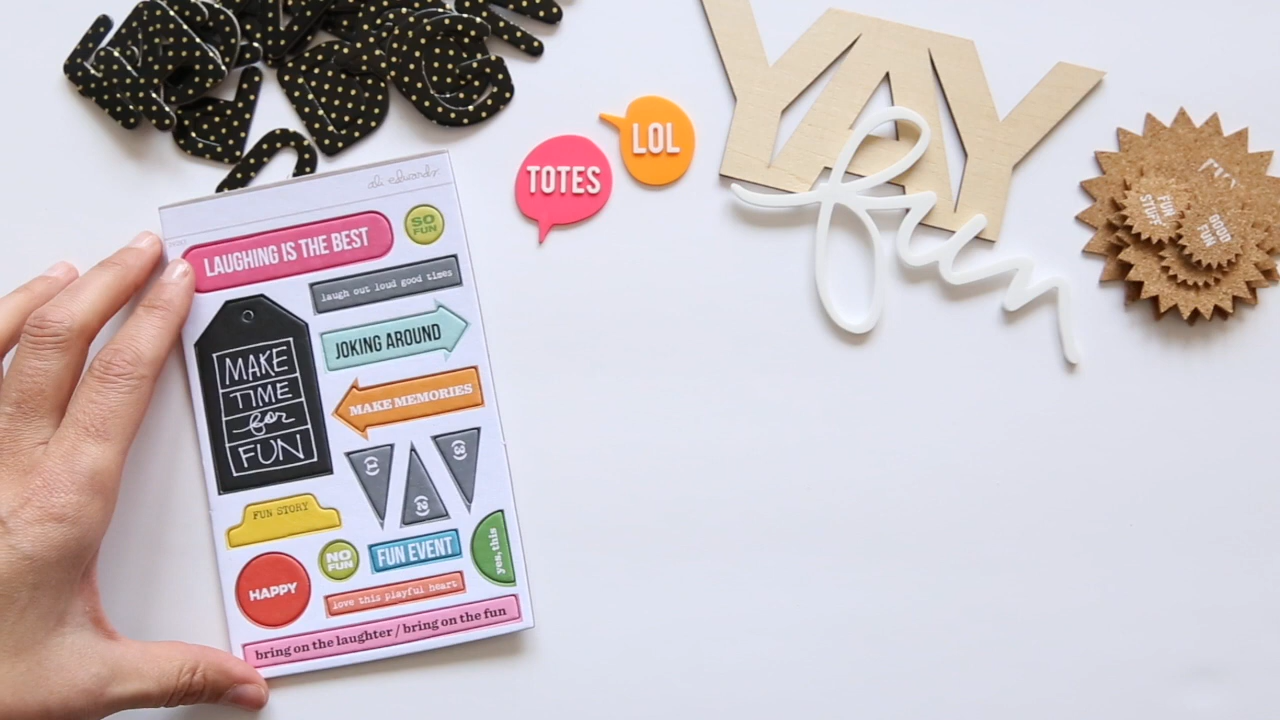 YAY
fun
LOL
TOTES
FUN
STUFF
GOOD
FUN
ali edwards
LAUGHING IS THE BEST
SO
FUN
laugh out loud good times
JOKING AROUND
MAKE
TIME
for
FUN
MAKE MEMORIES
FUN STORY
NO
FUN
FUN EVENT
yes, this
HAPPY
love this playful heart
bring on the laughter / bring on the fun